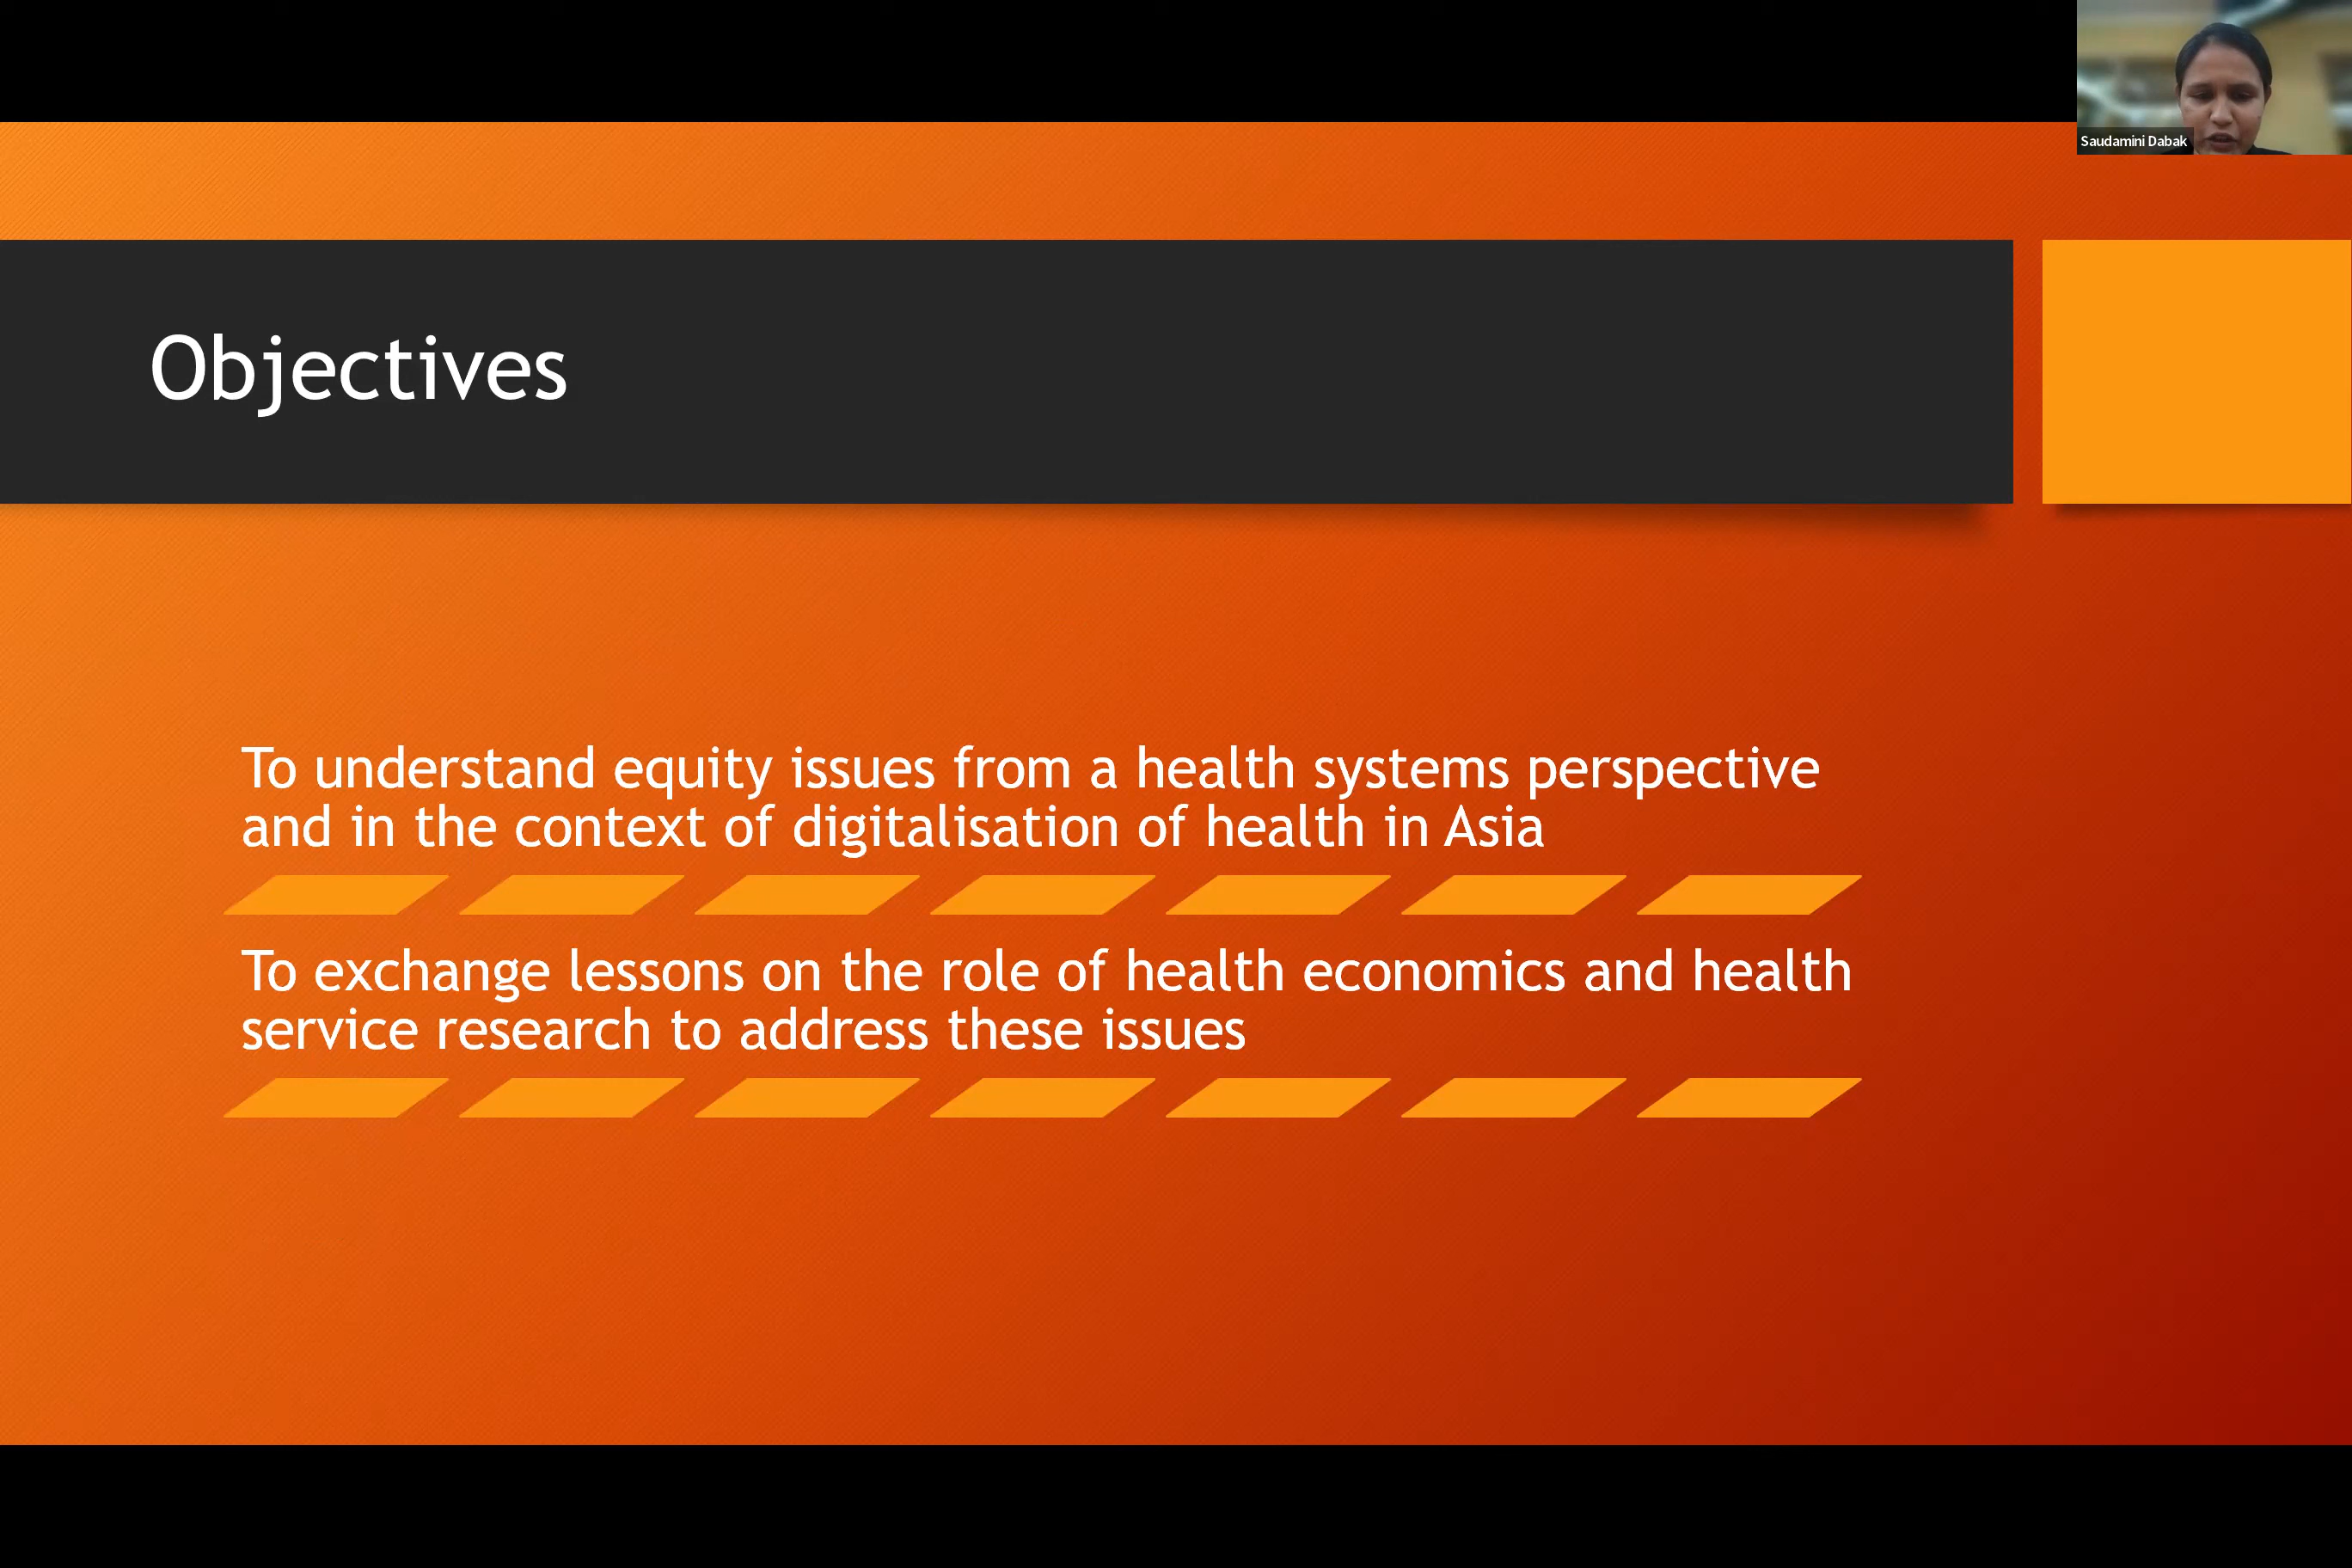 Saudamini Dabak
Objectives
To understand equity issues from a health systems perspective
and in the context of digitalisation of health in Asia
To exchange lessons on the role of health economics and health
service research to address these issues